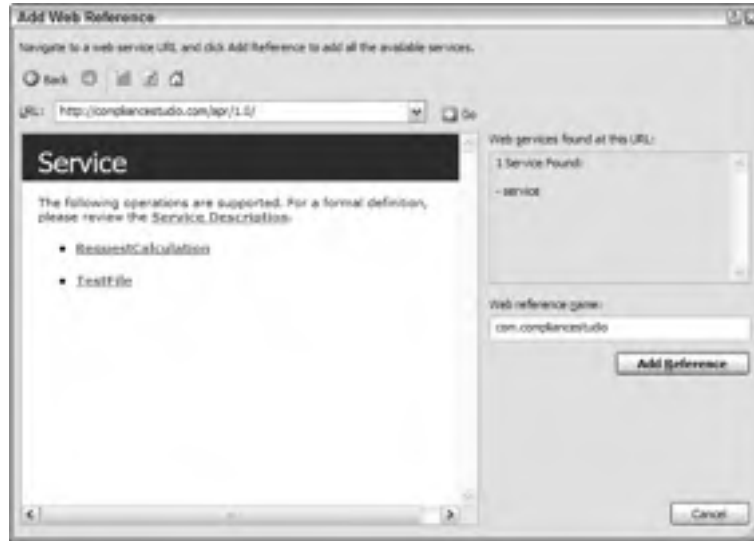 Add Web Reference
Navigate to a web service URL and click Add Reference to add all the available services.
Back
URL: http://compliancestudio.com/apr/1.0/
Go
Service
The following operations are supported. For a formal definition,
please review the Service Description.
• RequestCalculation
• TestFile
Web services found at this URL:
1 Service Found:
- service
Web reference name:
com.compliancestudio
Add Reference
Cancel